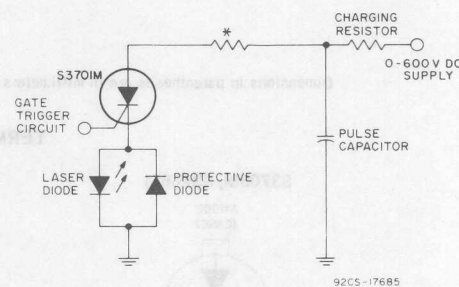 CHARGING
RESISTOR
*
S3701M
0-600 V DC
SUPPLY
GATE
TRIGGER
CIRCUIT
PULSE
CAPACITOR
LASER
DIODE
PROTECTIVE
DIODE
92CS-17685